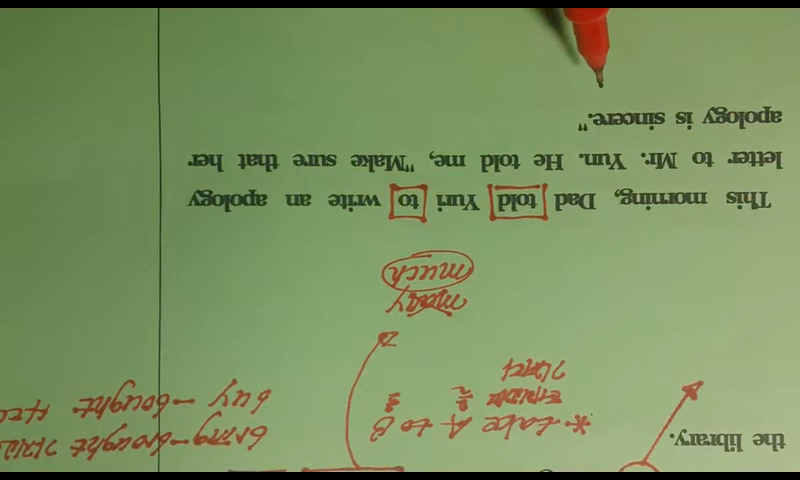 the library.
* take A to B
bring-brought
buy-bought
many
much
This morning, Dad told Yuri to write an apology
letter to Mr. Yun. He told me, "Make sure that her
apology is sincere."